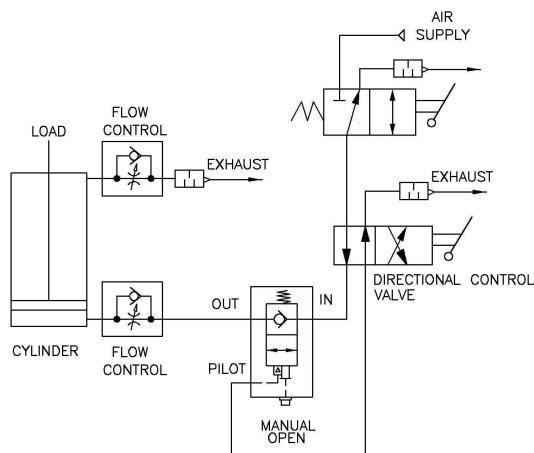 AIR
SUPPLY
FLOW
CONTROL
LOAD
EXHAUST
EXHAUST
DIRECTIONAL CONTROL
VALVE
OUT
IN
CYLINDER
FLOW
CONTROL
PILOT
MANUAL
OPEN